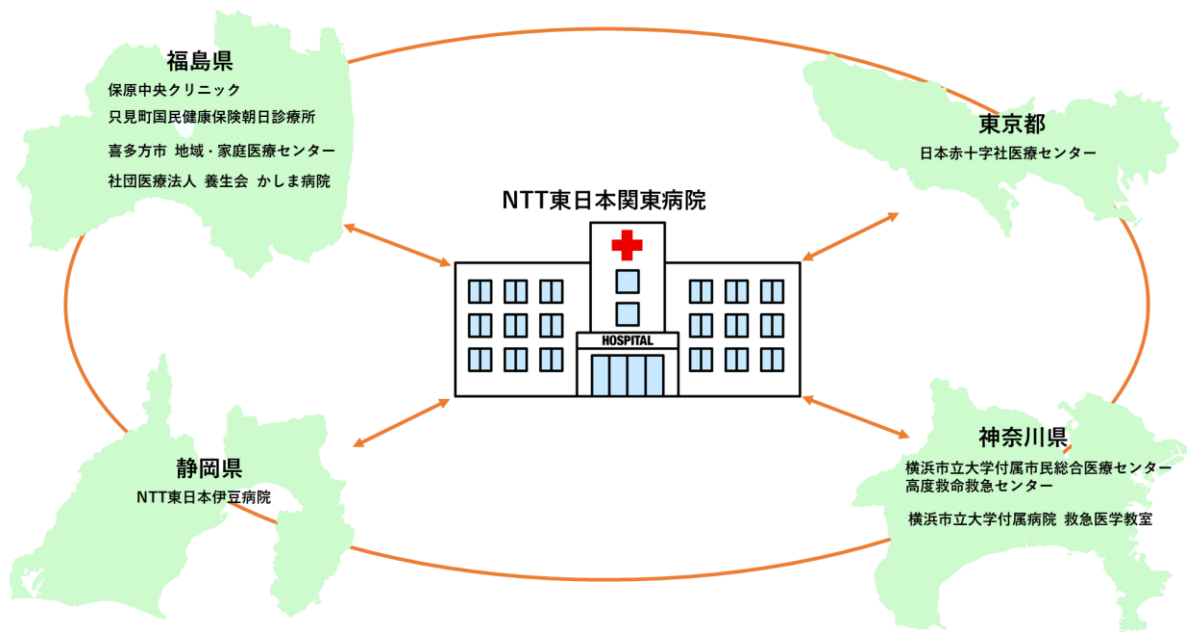 福島県
保原中央クリニック
只見町国民健康保険朝日診療所
喜多方市 地域・家庭医療センター
社団医療法人 養生会 かしま病院
東京都
日本赤十字社医療センター
NTT東日本関東病院
HOSPITAL
静岡県
NTT東日本伊豆病院
神奈川県
横浜市立大学付属市民総合医療センター
高度救命救急センター
横浜市立大学付属病院 救急医学教室